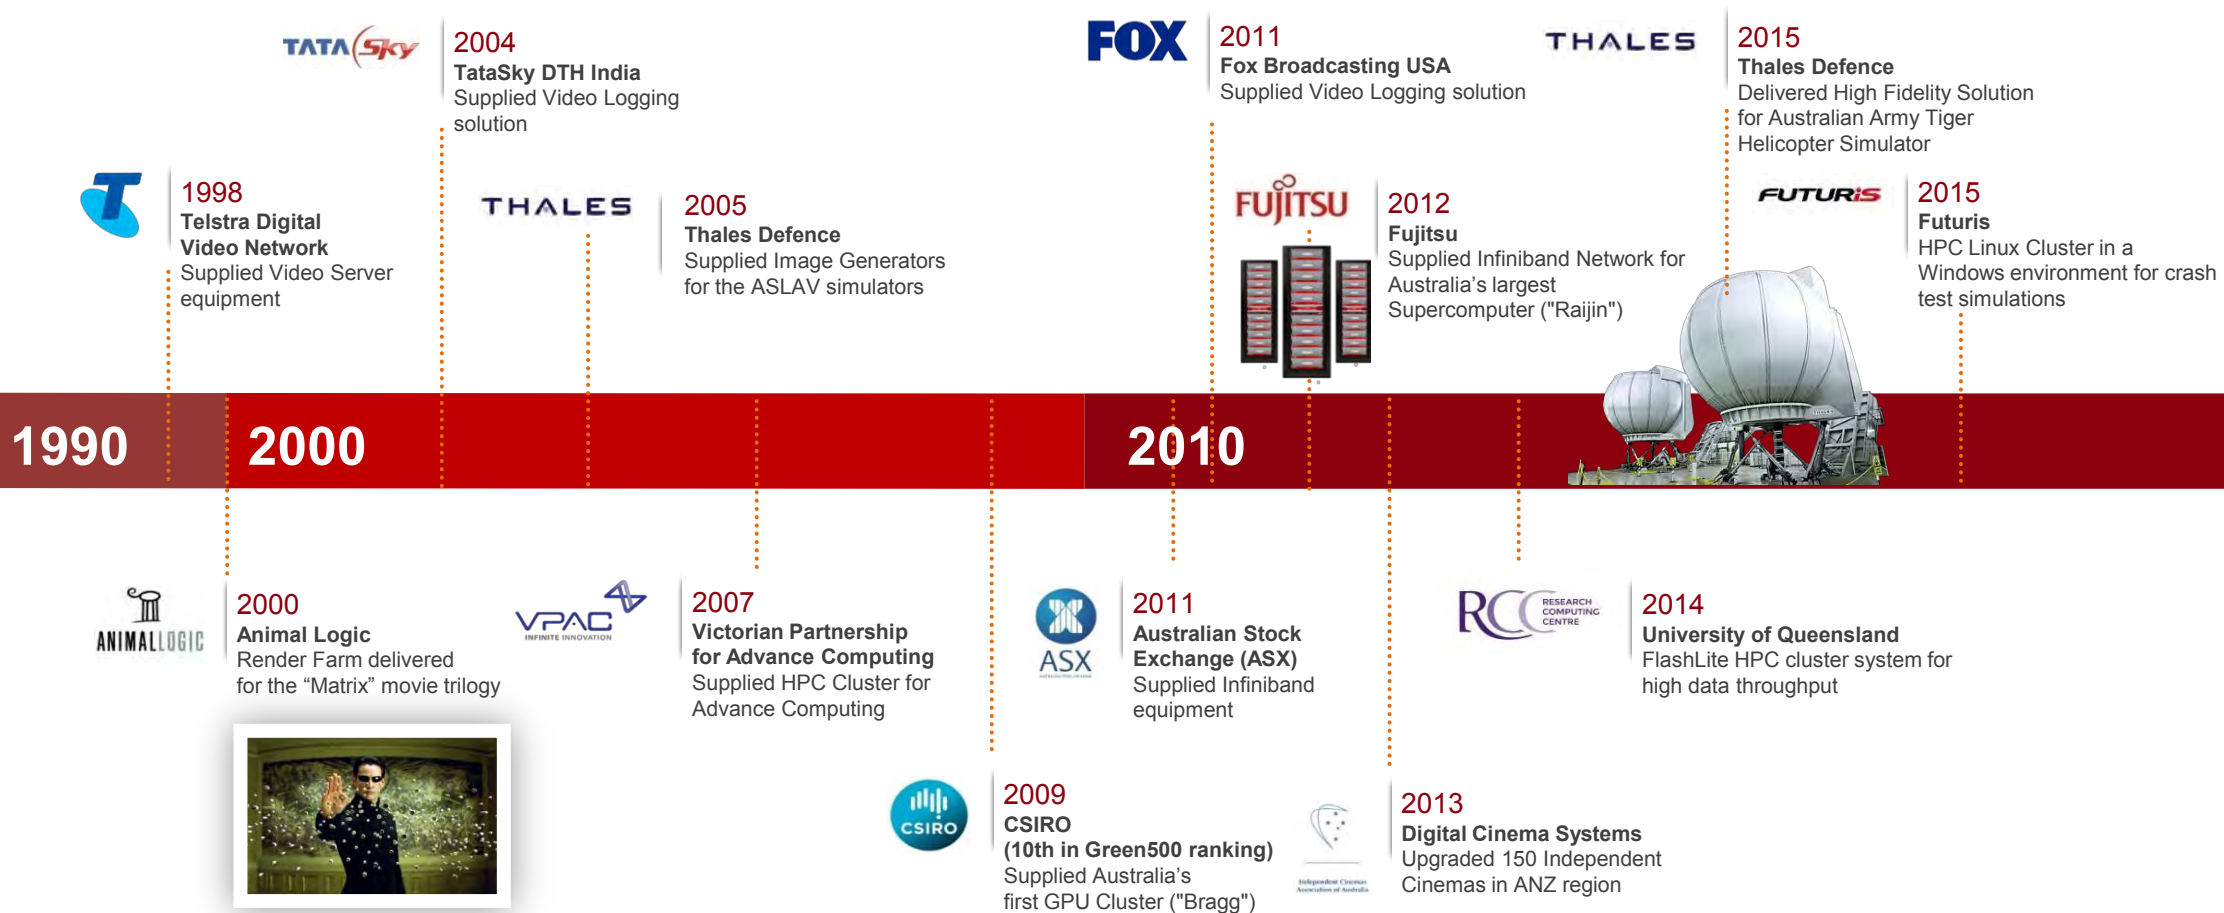 TATA Sky
2004
TataSky DTH India
Supplied Video Logging
solution
FOX
2011
Fox Broadcasting USA
Supplied Video Logging solution
THALES
2015
Thales Defence
Delivered High Fidelity Solution
for Australian Army Tiger
Helicopter Simulator
T
1998
Telstra Digital
Video Network
Supplied Video Server
equipment
THALES
2005
Thales Defence
Supplied Image Generators
for the ASLAV simulators
FUJITSU
2012
Fujitsu
Supplied Infiniband Network for
Australia’s largest
Supercomputer ("Raijin")
FUTURiS
2015
Futuris
HPC Linux Cluster in a
Windows environment for crash
test simulations
1990
2000
2010
THALES
ANIMALLOGIC
2000
Animal Logic
Render Farm delivered
for the “Matrix” movie trilogy
VPAC
INFINITE INNOVATION
2007
Victorian Partnership
for Advance Computing
Supplied HPC Cluster for
Advance Computing
ASX
2011
Australian Stock
Exchange (ASX)
Supplied Infiniband
equipment
RCC
RESEARCH
COMPUTING
CENTRE
2014
University of Queensland
FlashLite HPC cluster system for
high data throughput
CSIRO
2009
CSIRO
(10th in Green500 ranking)
Supplied Australia’s
first GPU Cluster ("Bragg")
Independent Cinemas
Association of Australia
2013
Digital Cinema Systems
Upgraded 150 Independent
Cinemas in ANZ region